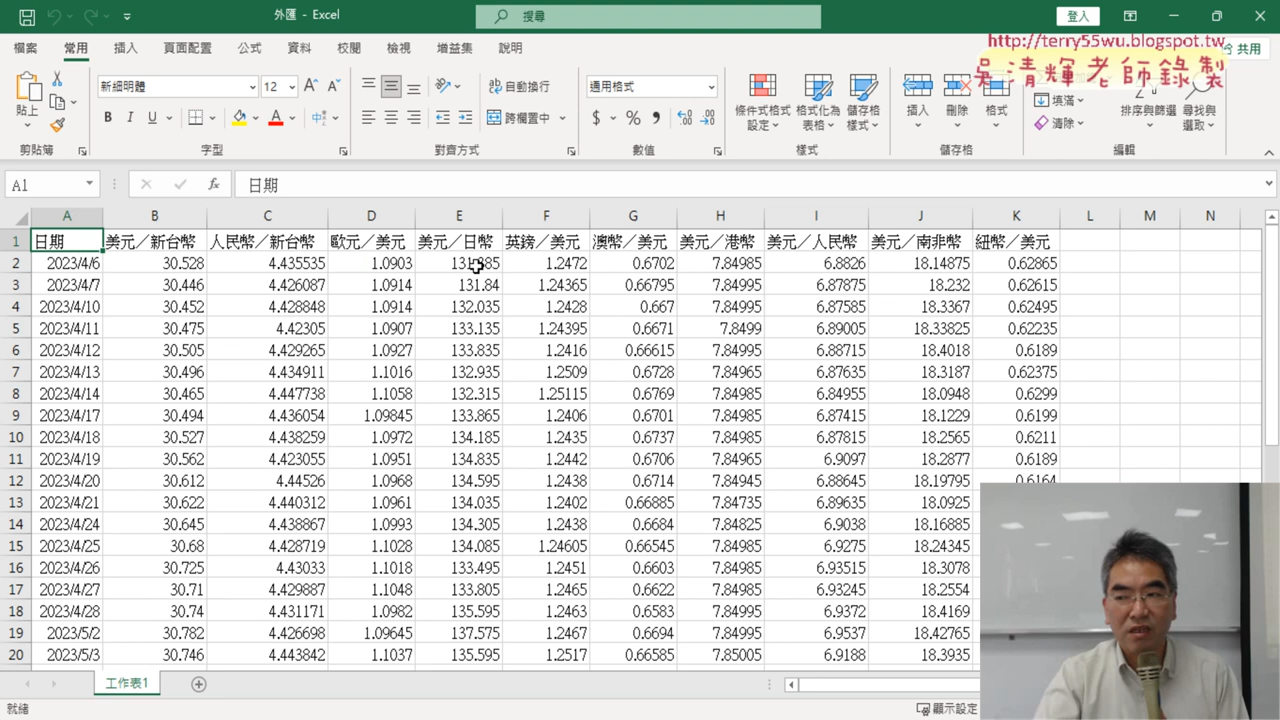 外匯 - Excel
搜尋
登入
http://terry55wu.blogspot.tw
吳清輝老師錄製
檔案 常用 插入 頁面配置 公式 資料 校閱 檢視 增益集 說明 共用
新細明體 12 自動換行 通用格式
貼上 B I U 跨欄置中 $ % 條件式格式設定 格式化為表格 儲存格樣式 插入 刪除 格式 填滿 清除 排序與篩選 尋找與選取
剪貼簿 字型 對齊方式 數值 樣式 儲存格 編輯
A1 fx 日期
A B C D E F G H I J K L M N
1 日期 美元／新台幣 人民幣／新台幣 歐元／美元 美元／日幣 英鎊／美元 澳幣／美元 美元／港幣 美元／人民幣 美元／南非幣 紐幣／美元
2 2023/4/6 30.528 4.435535 1.0903 1.2472 0.6702 7.84985 6.8826 18.14875 0.62865
3 2023/4/7 30.446 4.426087 1.0914 131.84 1.24365 0.66795 7.84995 6.87875 18.232 0.62615
4 2023/4/10 30.452 4.428848 1.0914 132.035 1.2428 0.667 7.84995 6.87585 18.3367 0.62495
5 2023/4/11 30.475 4.42305 1.0907 133.135 1.24395 0.6671 7.8499 6.89005 18.33825 0.62235
6 2023/4/12 30.505 4.429265 1.0927 133.835 1.2416 0.66615 7.84995 6.88715 18.4018 0.6189
7 2023/4/13 30.496 4.434911 1.1016 132.935 1.2509 0.6728 7.84965 6.87635 18.3187 0.62375
8 2023/4/14 30.465 4.447738 1.1058 132.315 1.25115 0.6769 7.84985 6.84955 18.0948 0.6299
9 2023/4/17 30.494 4.436054 1.09845 133.865 1.2406 0.6701 7.84985 6.87415 18.1229 0.6199
10 2023/4/18 30.527 4.438259 1.0972 134.185 1.2435 0.6737 7.84985 6.87815 18.2565 0.6211
11 2023/4/19 30.562 4.423055 1.0951 134.835 1.2442 0.6706 7.84965 6.9097 18.2877 0.6189
12 2023/4/20 30.612 4.44526 1.0968 134.595 1.2438 0.6714 7.84945 6.88645 18.19795 0.6164
13 2023/4/21 30.622 4.440312 1.0961 134.035 1.2402 0.66885 7.84735 6.89635 18.0925
14 2023/4/24 30.645 4.438867 1.0993 134.305 1.2438 0.6684 7.84825 6.9038 18.16885
15 2023/4/25 30.68 4.428719 1.1028 134.085 1.24605 0.66545 7.84985 6.9275 18.24345
16 2023/4/26 30.725 4.43033 1.1018 133.495 1.2451 0.6603 7.84985 6.93515 18.3078
17 2023/4/27 30.71 4.429887 1.1048 133.805 1.2465 0.6622 7.84985 6.93245 18.2554
18 2023/4/28 30.74 4.431171 1.0982 135.595 1.2463 0.6583 7.84995 6.9372 18.4169
19 2023/5/2 30.782 4.426698 1.09645 137.575 1.2467 0.6694 7.84995 6.9537 18.42765
20 2023/5/3 30.746 4.443842 1.1037 135.595 1.2517 0.66585 7.85005 6.9188 18.3935
工作表1
就緒 顯示設定